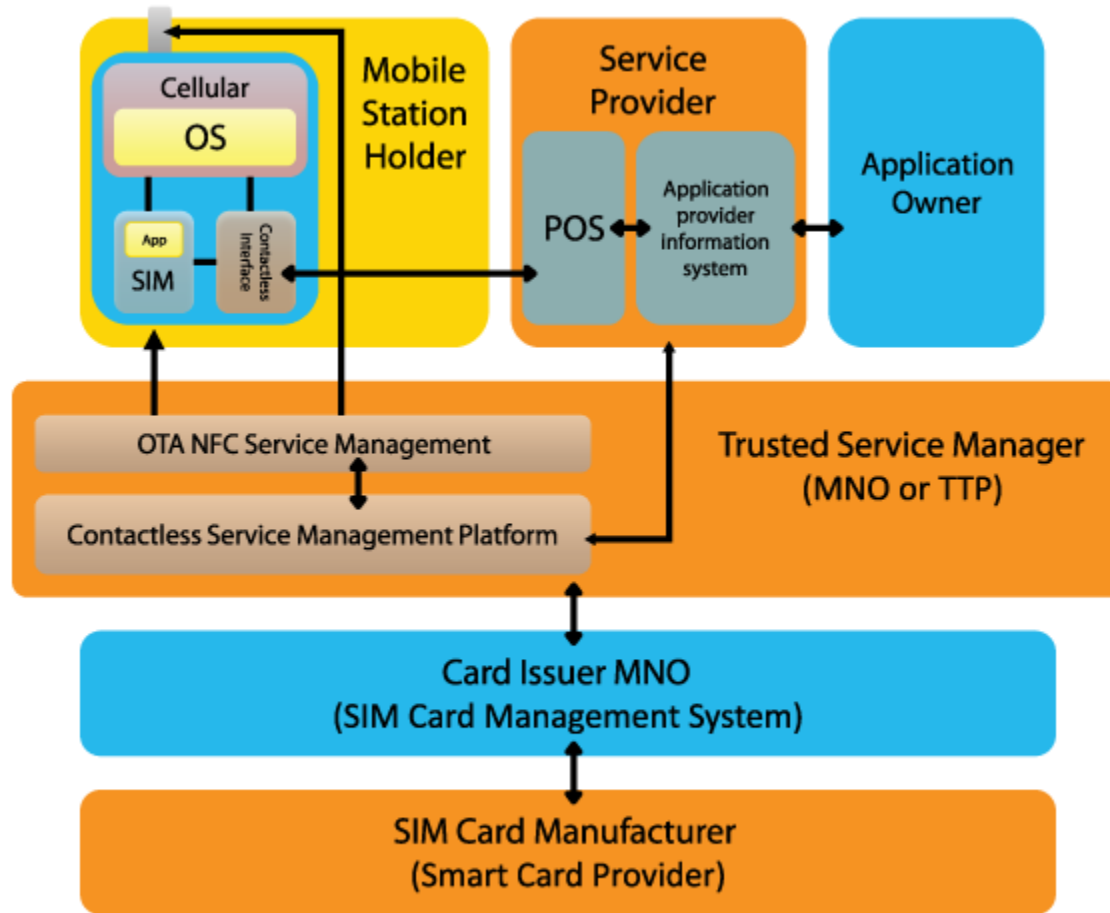 Cellular
OS
App
SIM
Contactless
Interface
Mobile
Station
Holder
Service
Provider
POS
Application
provider
information
system
Application
Owner
OTA NFC Service Management
Contactless Service Management Platform
Trusted Service Manager
(MNO or TTP)
Card Issuer MNO
(SIM Card Management System)
SIM Card Manufacturer
(Smart Card Provider)